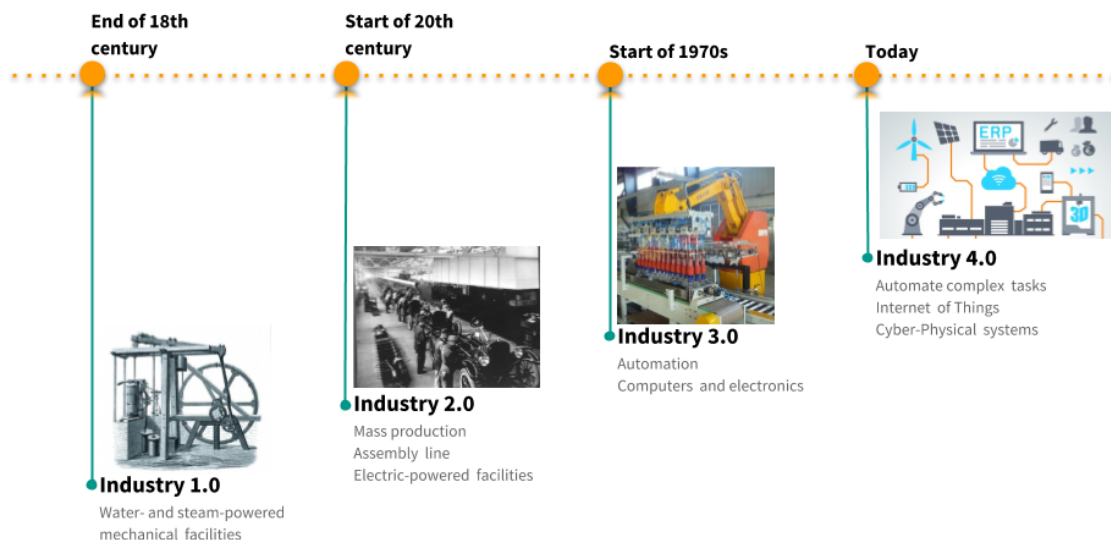 End of 18th
century
Start of 20th
century
Start of 1970s
Today
ERP
3D
Industry 4.0
Automate complex tasks
Internet of Things
Cyber-Physical systems
Industry 3.0
Automation
Computers and electronics
Industry 2.0
Mass production
Assembly line
Electric-powered facilities
Industry 1.0
Water- and steam-powered
mechanical facilities